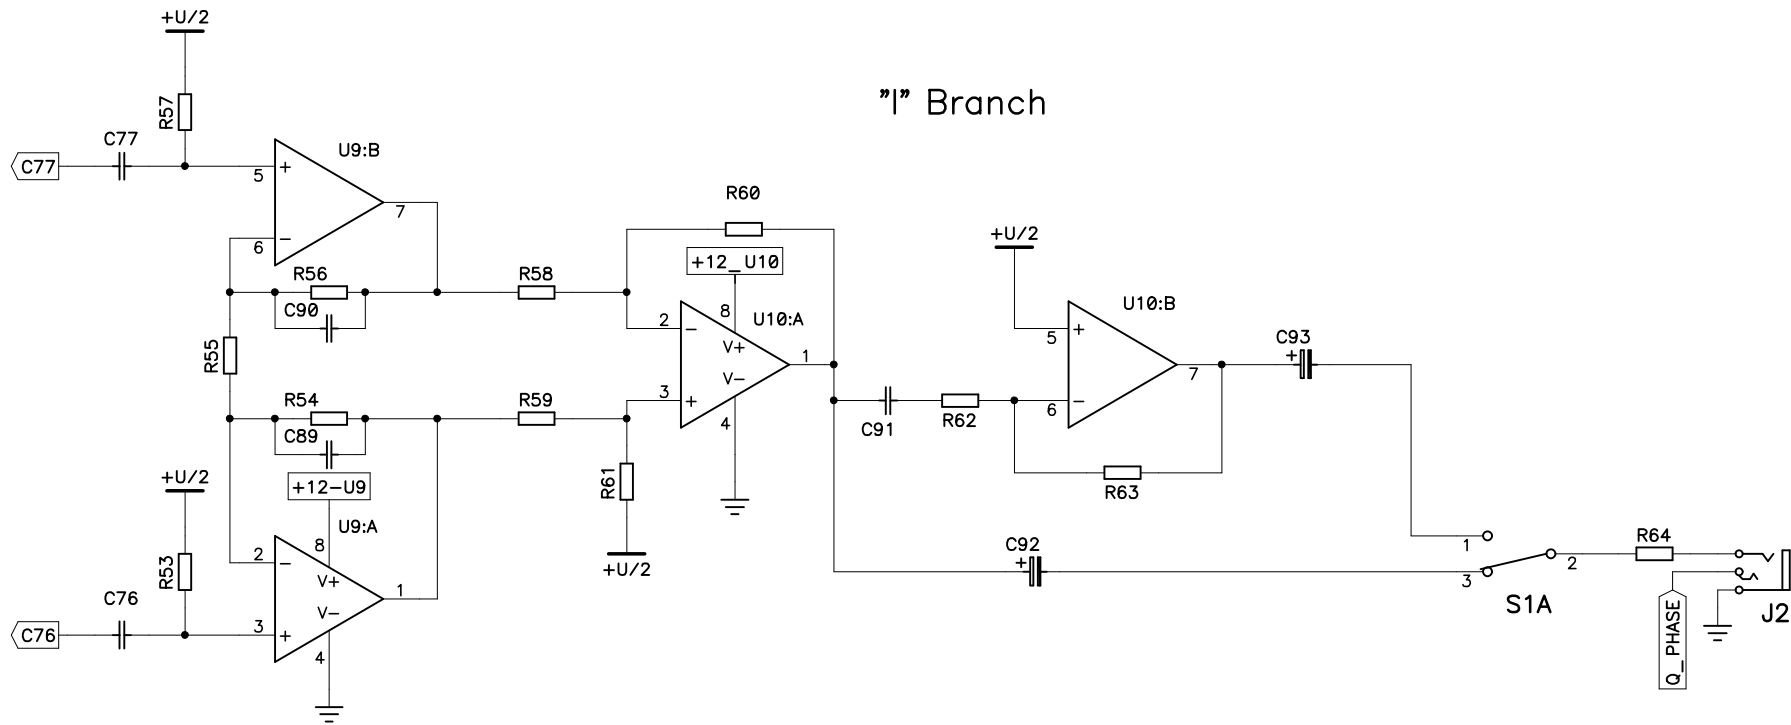 +U/2
R57
C77
C77
U9:B
+
5
7
6
−
"I" Branch
R60
+12_U10
R56
R58
C90
8
U10:A
2
−
V+
1
V−
3
+
4
R55
R54
R59
C89
+12-U9
R61
+U/2
+U/2
U10:B
+
5
7
6
−
C93
+
C91
R62
R63
+U/2
R53
U9:A
8
2
−
V+
1
V−
3
+
4
C76
C76
C92
+
1
3
2
S1A
R64
Q_PHASE
J2